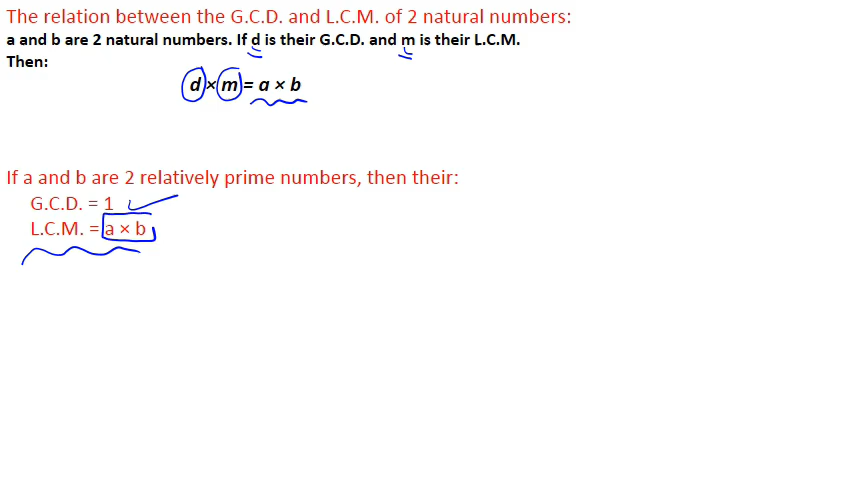 The relation between the G.C.D. and L.C.M. of 2 natural numbers:
a and b are 2 natural numbers. If d is their G.C.D. and m is their L.C.M.
Then:
d × m = a × b
If a and b are 2 relatively prime numbers, then their:
G.C.D. = 1
L.C.M. = a × b